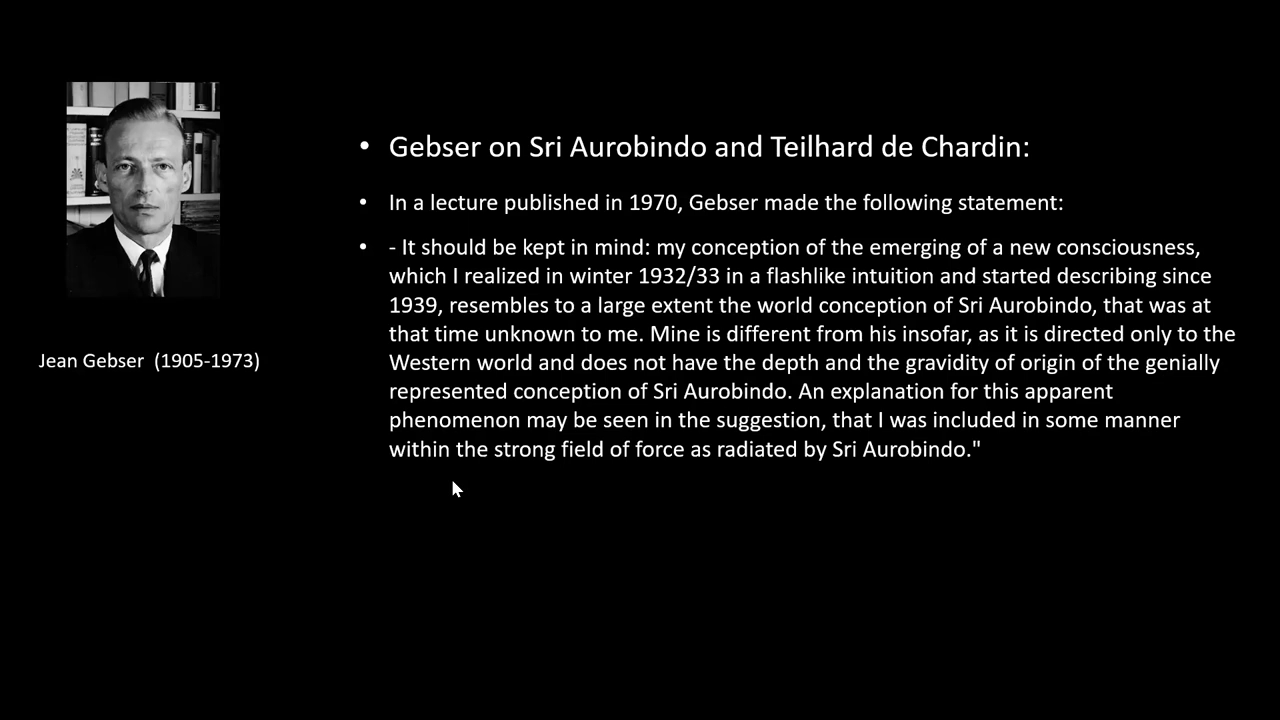 • Gebser on Sri Aurobindo and Teilhard de Chardin:
• In a lecture published in 1970, Gebser made the following statement:
• - It should be kept in mind: my conception of the emerging of a new consciousness,
which I realized in winter 1932/33 in a flashlike intuition and started describing since
1939, resembles to a large extent the world conception of Sri Aurobindo, that was at
that time unknown to me. Mine is different from his insofar, as it is directed only to the
Western world and does not have the depth and the gravidity of origin of the genially
represented conception of Sri Aurobindo. An explanation for this apparent
phenomenon may be seen in the suggestion, that I was included in some manner
within the strong field of force as radiated by Sri Aurobindo."
Jean Gebser (1905-1973)